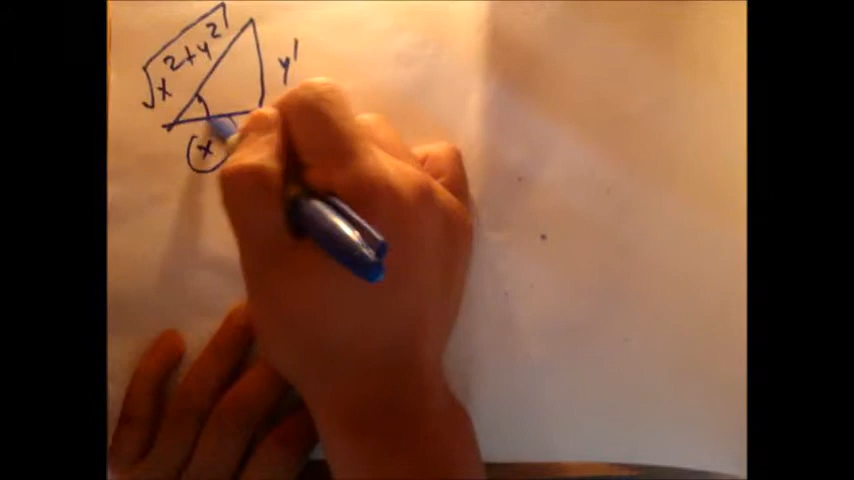 √x²+y²
y'
x